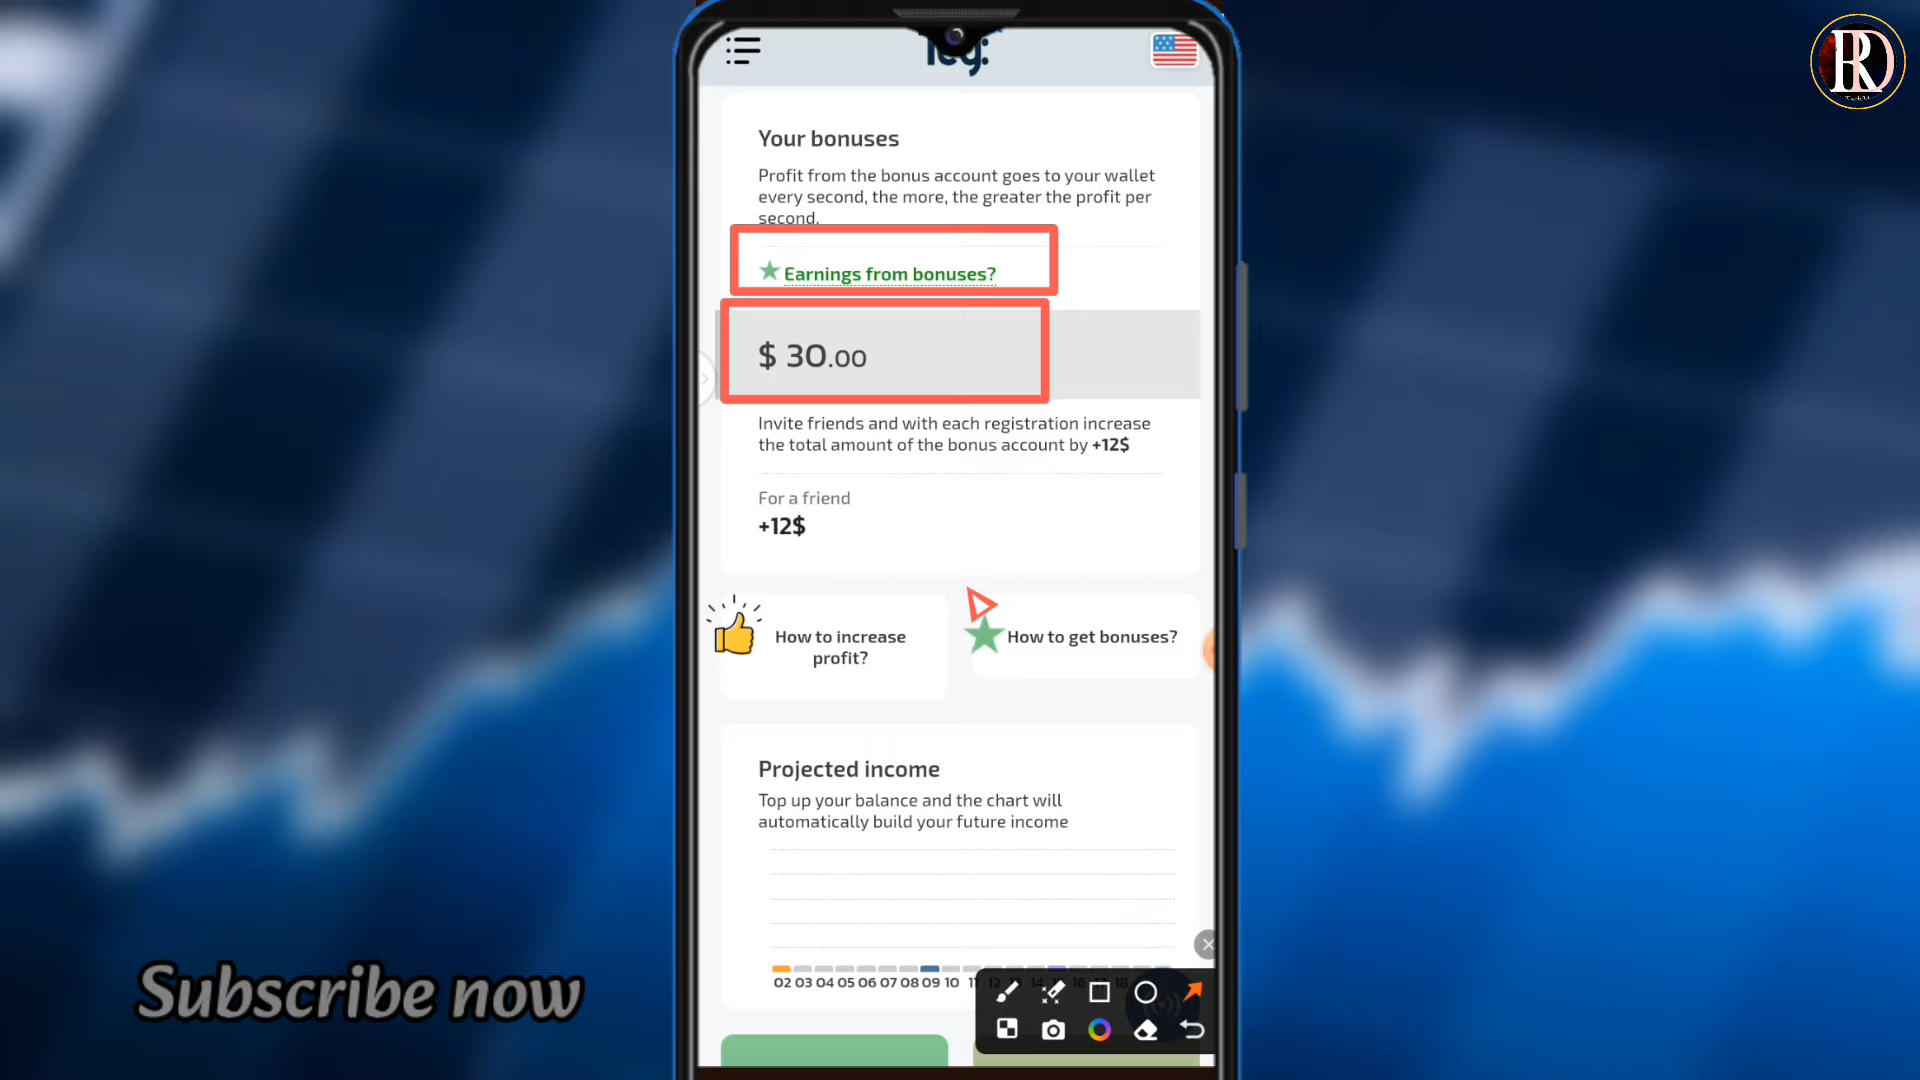 Your bonuses
Profit from the bonus account goes to your wallet
every second, the more, the greater the profit per
second.
Earnings from bonuses?
$ 30.00
Invite friends and with each registration increase
the total amount of the bonus account by +12$
For a friend
+12$
How to increase
profit?
How to get bonuses?
Projected income
Top up your balance and the chart will
automatically build your future income
02 03 04 05 06 07 08 09 10
Subscribe now